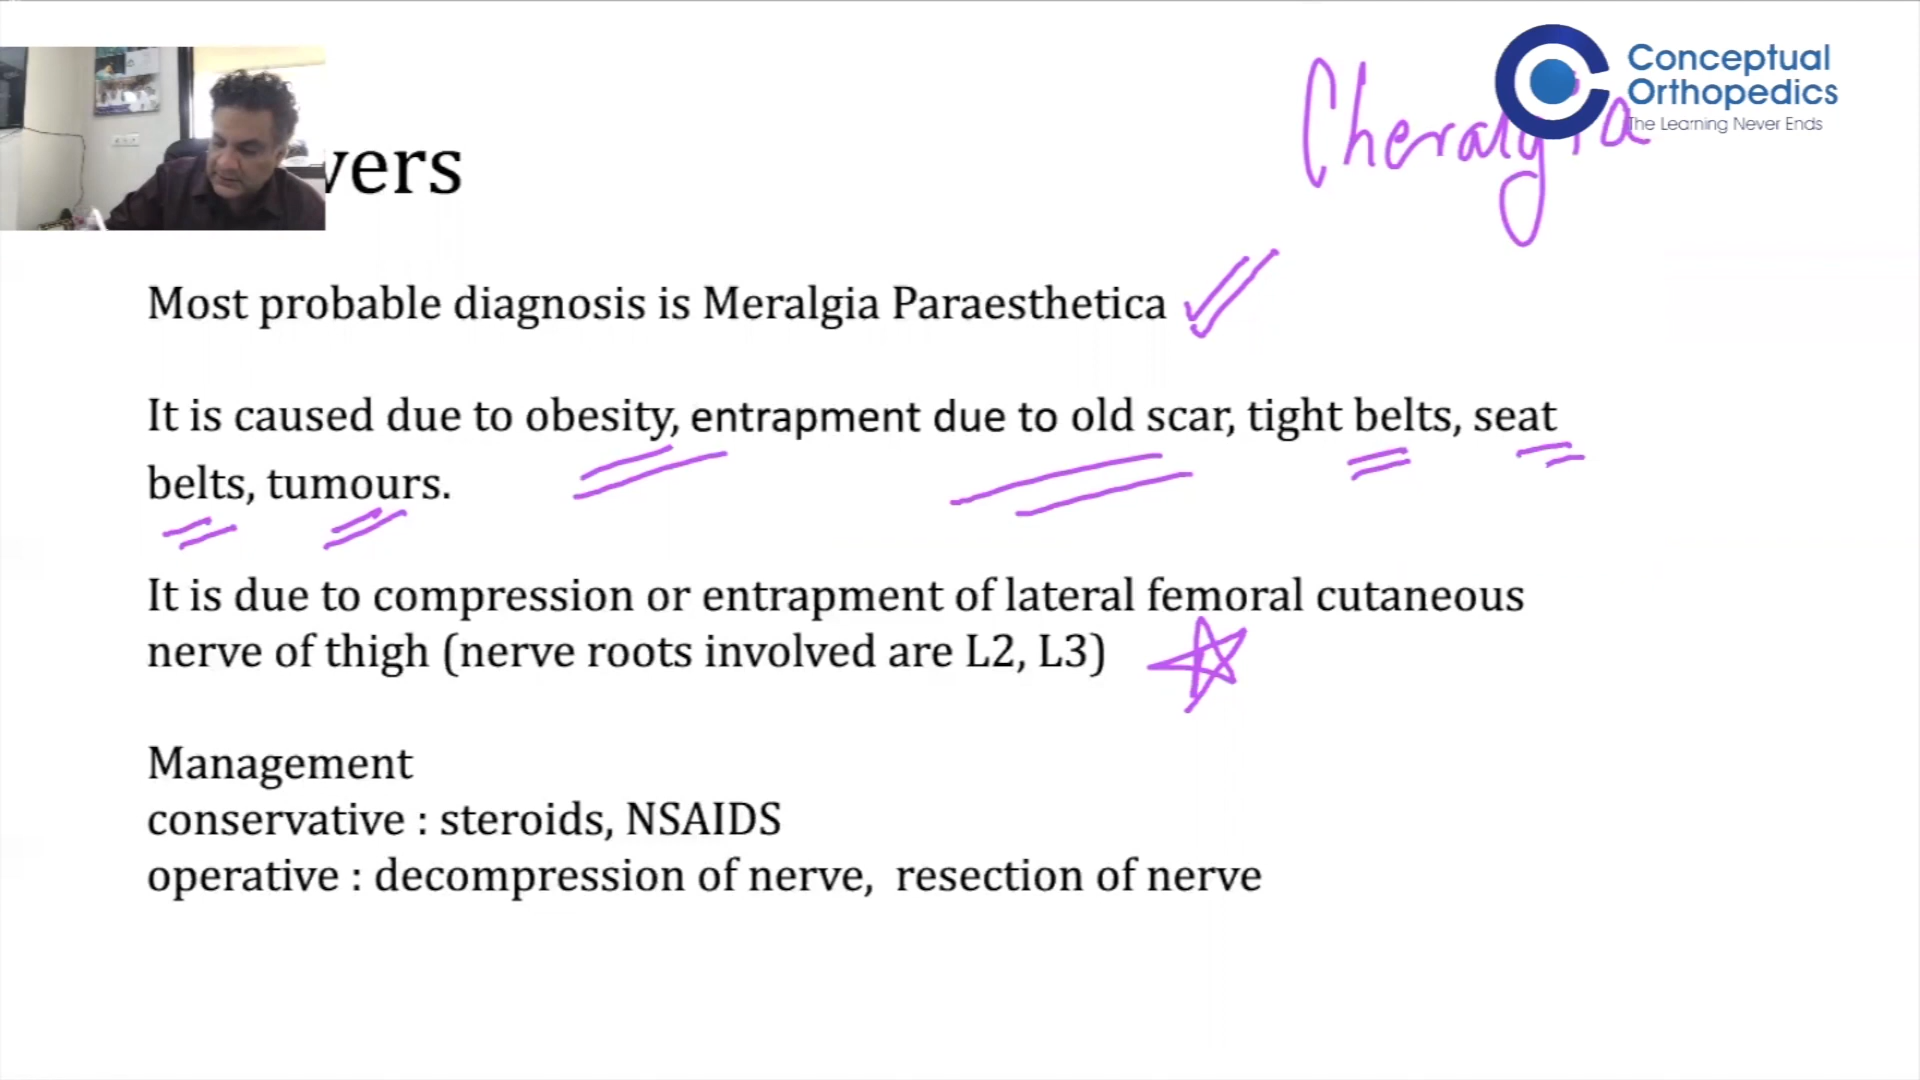 Conceptual
Orthopedics
The Learning Never Ends
Cheralgia
vers
Most probable diagnosis is Meralgia Paraesthetica
It is caused due to obesity, entrapment due to old scar, tight belts, seat
belts, tumours.
It is due to compression or entrapment of lateral femoral cutaneous
nerve of thigh (nerve roots involved are L2, L3)
Management
conservative : steroids, NSAIDS
operative : decompression of nerve, resection of nerve